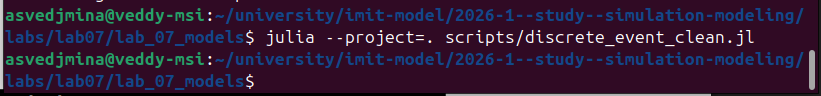 asvedjmina@veddy-msi:~/university/imit-model/2026-1--study--simulation-modeling/
labs/lab07/lab_07_models$ julia --project=. scripts/discrete_event_clean.jl
asvedjmina@veddy-msi:~/university/imit-model/2026-1--study--simulation-modeling/
labs/lab07/lab_07_models$